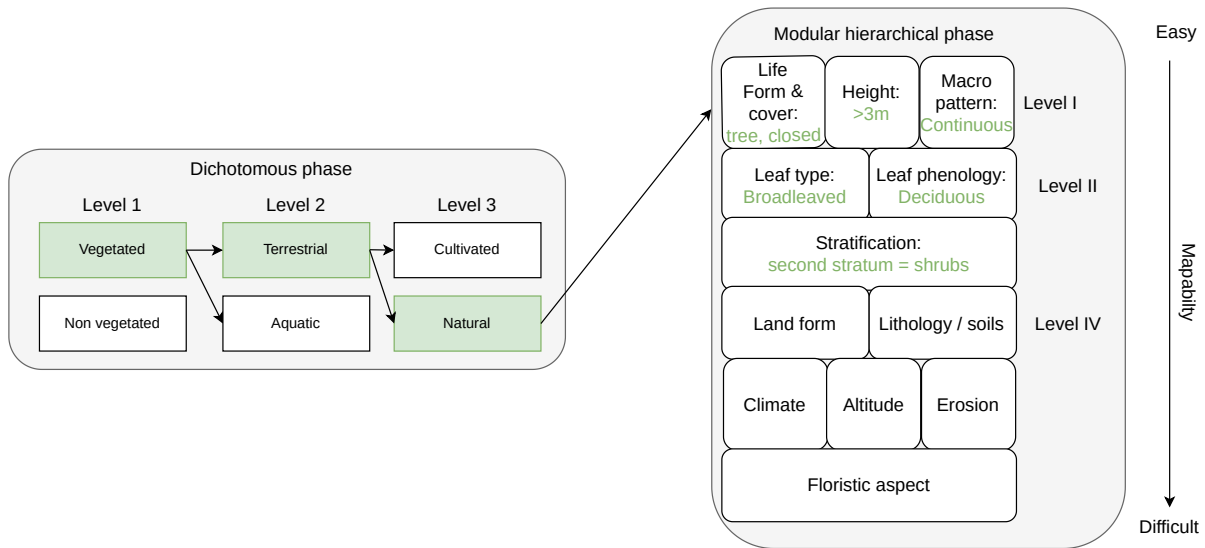 Dichotomous phase
Level 1
Level 2
Level 3
Vegetated
Terrestrial
Cultivated
Non vegetated
Aquatic
Natural
Modular hierarchical phase
Life
Form &
cover:
tree, closed
Height:
>3m
Macro
pattern:
Continuous
Level I
Leaf type:
Broadleaved
Leaf phenology:
Deciduous
Level II
Stratification:
second stratum = shrubs
Land form
Lithology / soils
Level IV
Climate
Altitude
Erosion
Floristic aspect
Easy
Mapabilty
Difficult